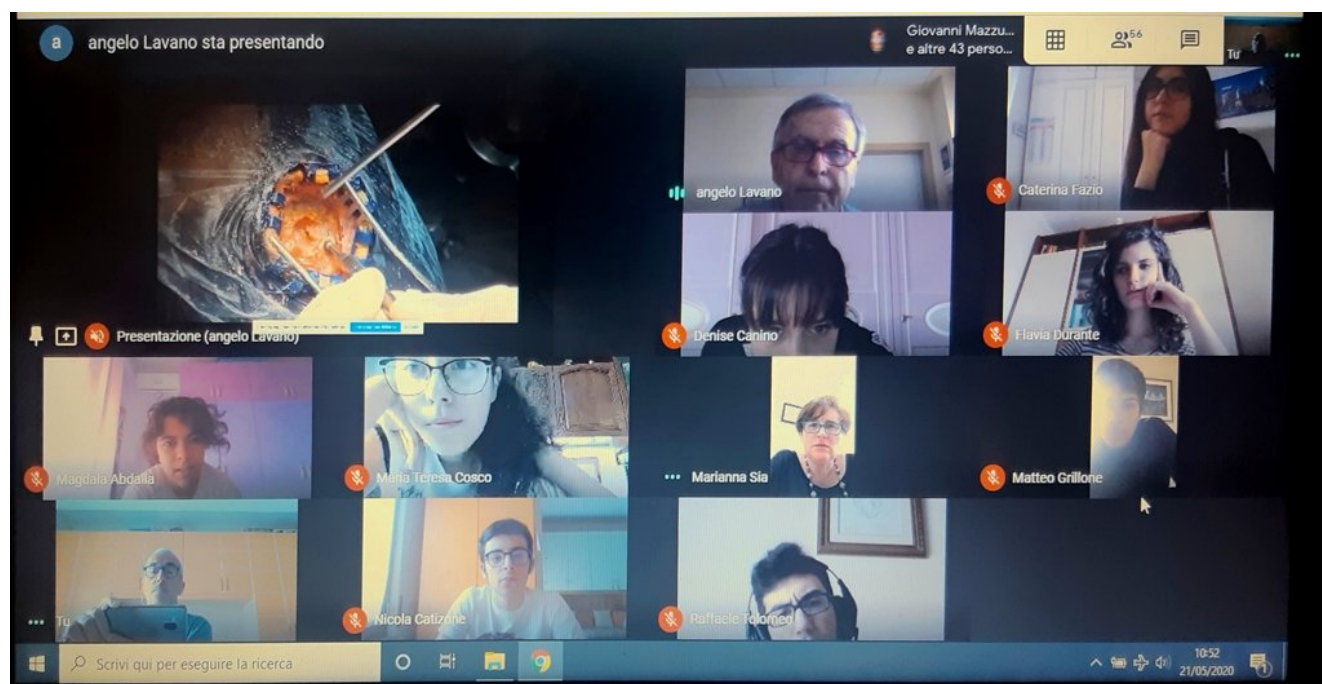 a angelo Lavano sta presentando
Giovanni Mazzu...
e altre 43 perso...
56
Tu
angelo Lavano
Caterina Fazio
Denise Canino
Flavia Durante
Presentazione (angelo Lavano)
Magdala Abdalla
Maria Teresa Cosco
Marianna Sia
Matteo Grillone
Tu
Nicola Catizone
Raffaele Tolomeo
Scrivi qui per eseguire la ricerca
10:52
21/05/2020
1